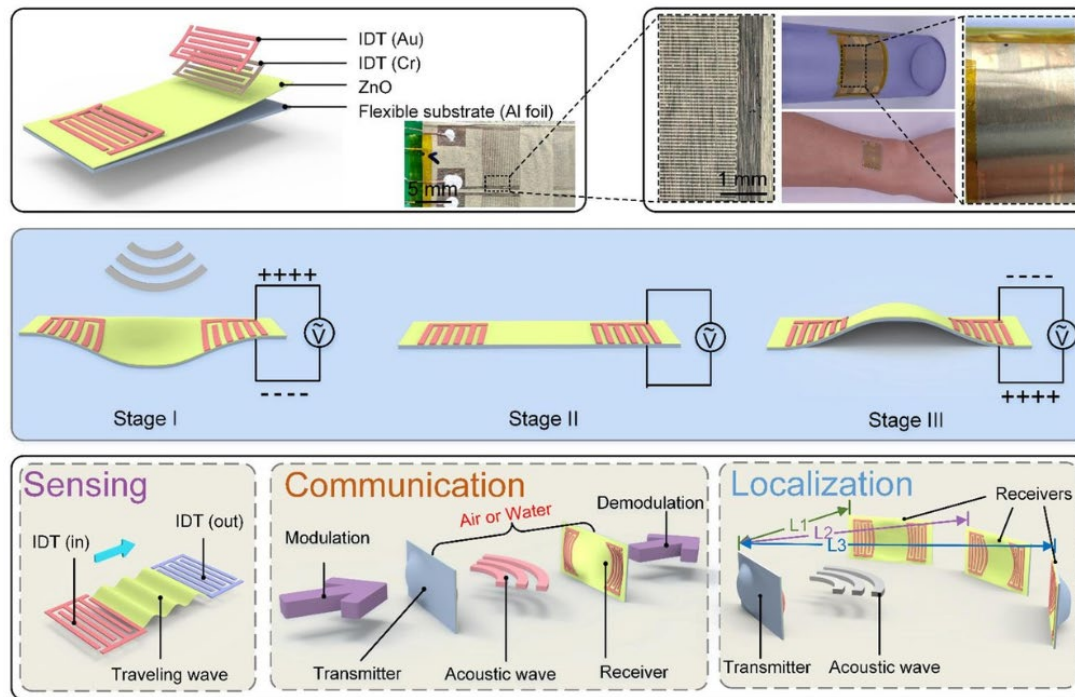 IDT (Au)
IDT (Cr)
ZnO
Flexible substrate (Al foil)
5 mm
1 mm
++++
- - - -
Ṽ
Stage I
Ṽ
Stage II
- - - -
++++
Ṽ
Stage III
Sensing
IDT (in)
IDT (out)
Traveling wave
Communication
Modulation
Air or Water
Demodulation
Transmitter
Acoustic wave
Receiver
Localization
Receivers
L1
L2
L3
Transmitter
Acoustic wave